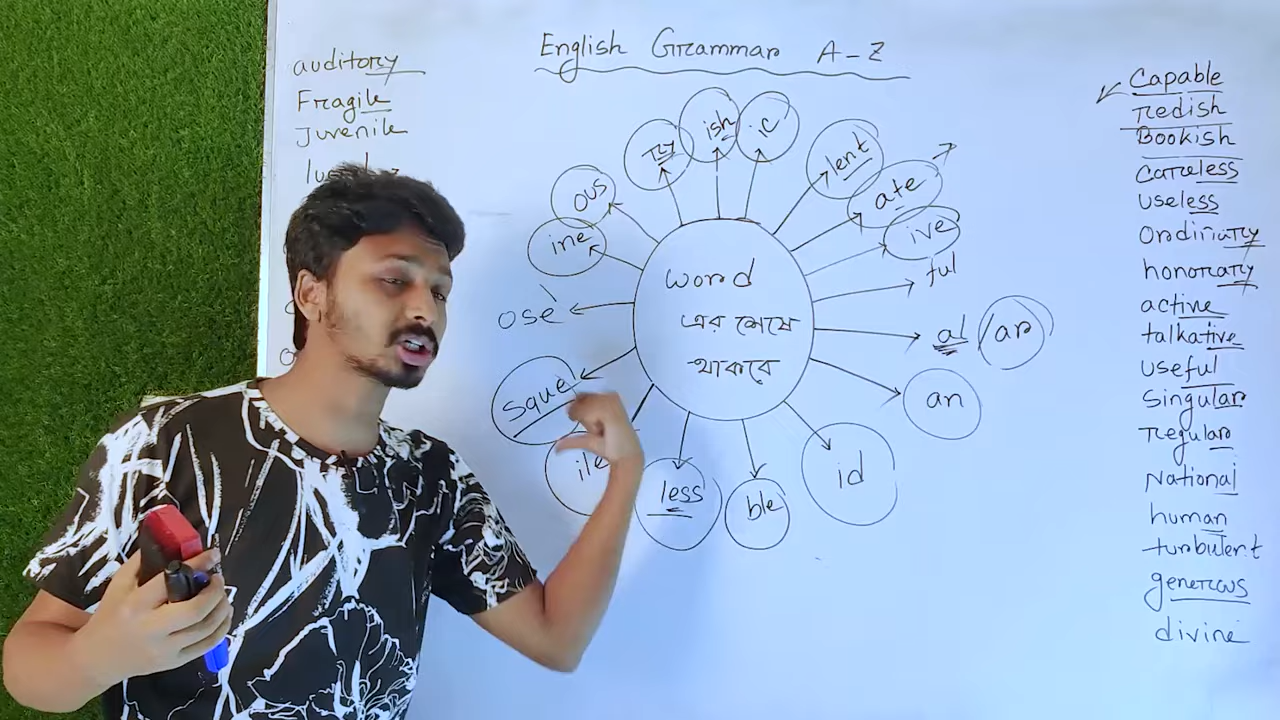 English Grammar A-Z
auditory
Fragile
Juvenile
ous
ry
ish
ic
lent
ate
ive
ful
al / ar
an
id
ble
less
ile
sque
ose
ine
word
এর শেষে
থাকবে
Capable
redish
Bookish
careless
useless
Ordinary
honorary
active
talkative
useful
Singular
regular
National
human
turbulent
generous
divine